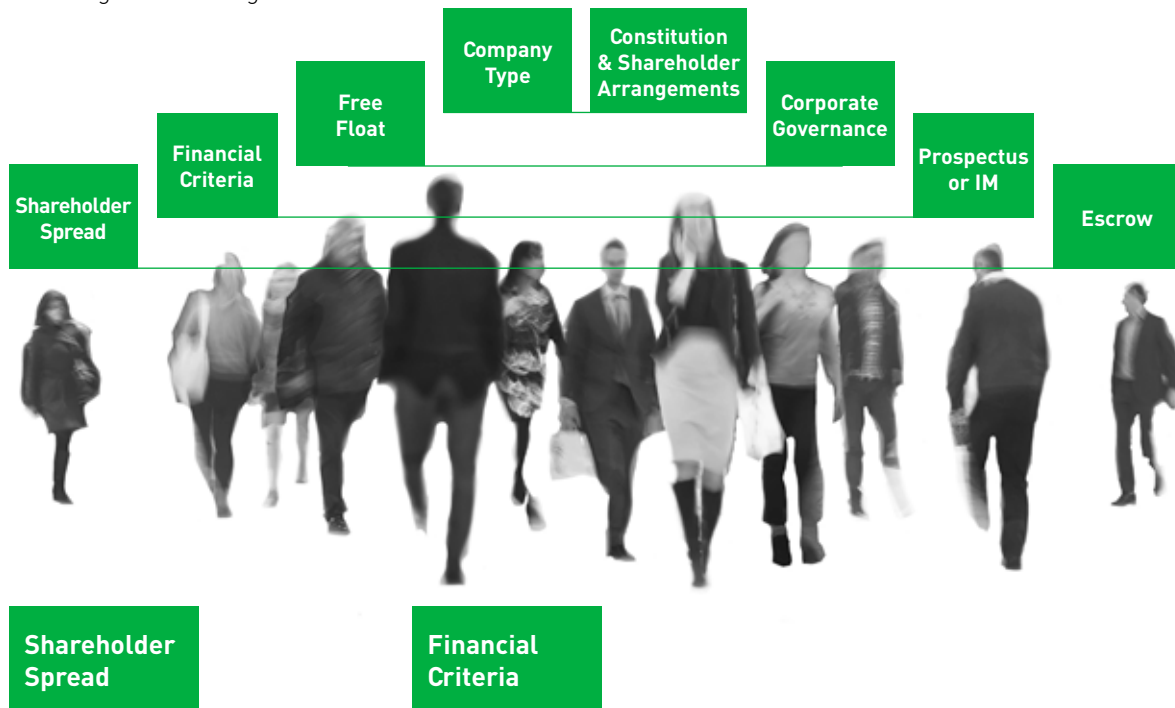 Company
Type
Constitution
& Shareholder
Arrangements
Free
Float
Corporate
Governance
Financial
Criteria
Prospectus
or IM
Shareholder
Spread
Escrow
Shareholder
Spread
Financial
Criteria